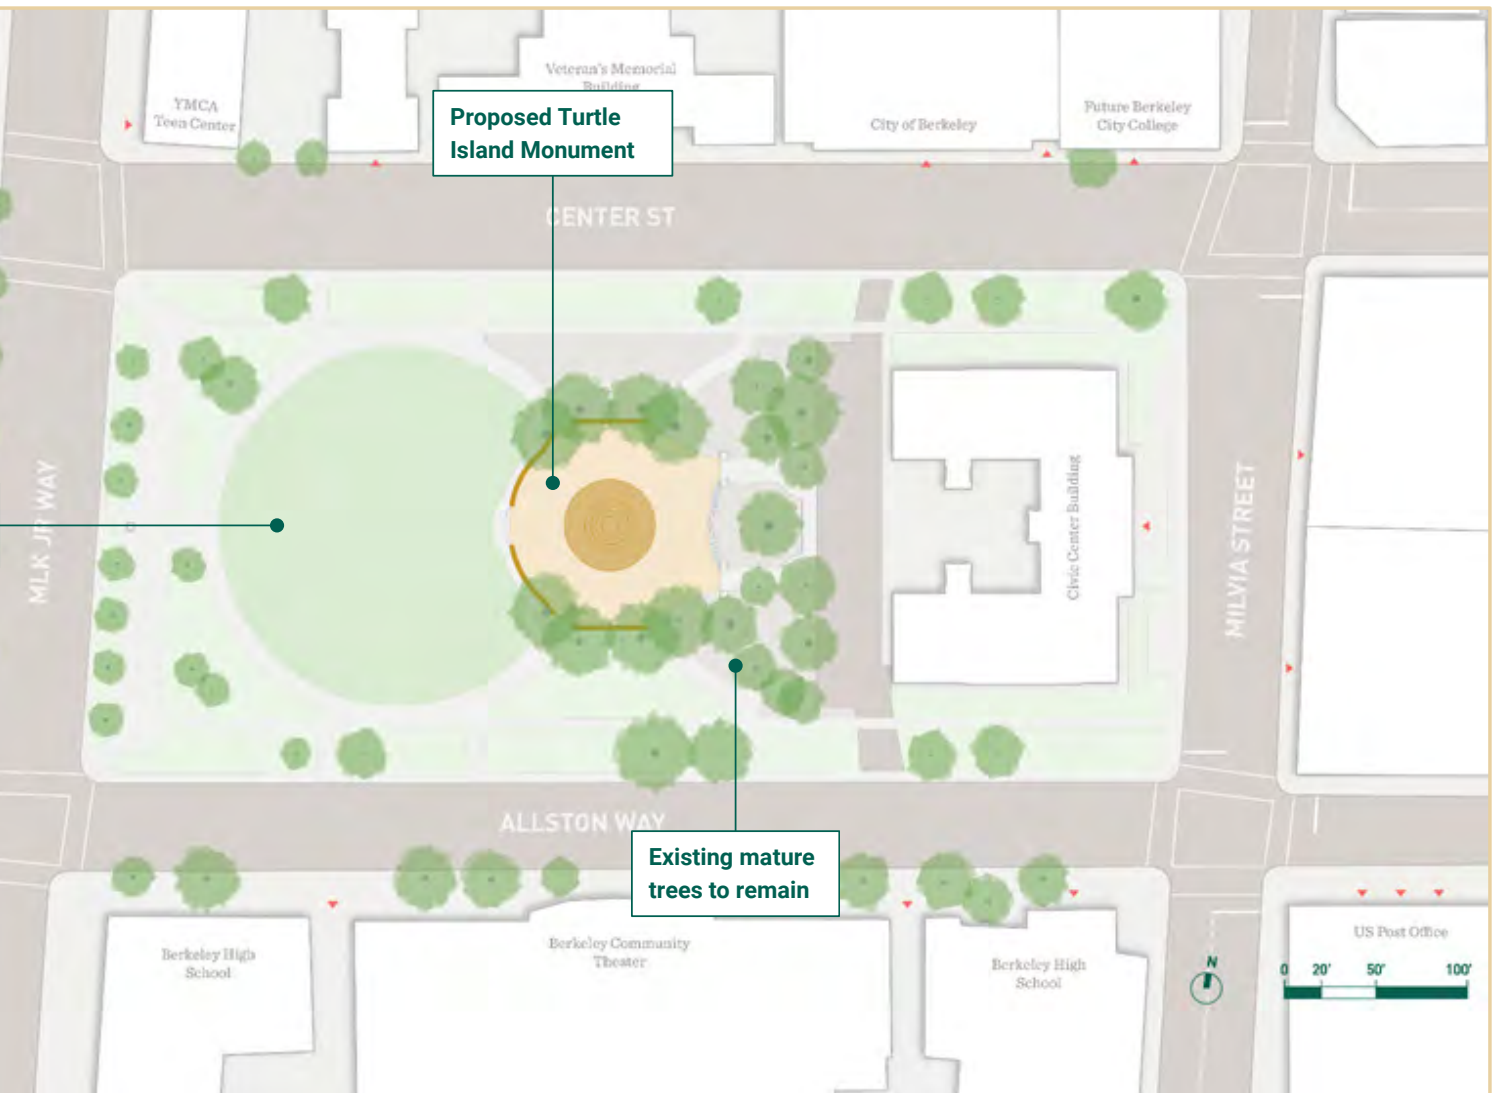 Veteran's Memorial
Building
YMCA
Teen Center
Proposed Turtle
Island Monument
City of Berkeley
Future Berkeley
City College
CENTER ST
MLK JR WAY
Civic Center Building
MILVIA STREET
ALLSTON WAY
Existing mature
trees to remain
Berkeley High
School
Berkeley Community
Theater
Berkeley High
School
US Post Office
N
0 20' 50' 100'